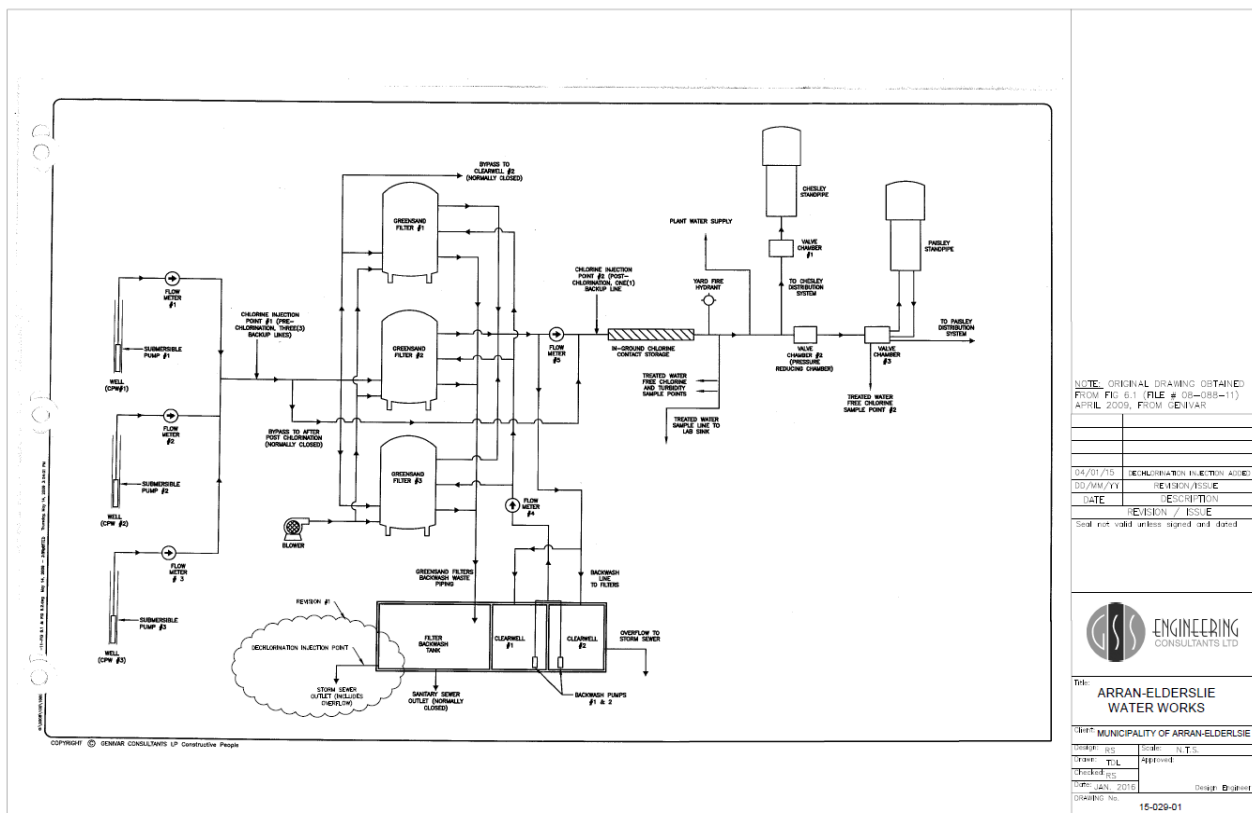 BYPASS TO
CLEARWELL #2
(NORMALLY CLOSED)
GREENSAND
FILTER #1
CHESLEY
STANDPIPE
PAISLEY
STANDPIPE
PLANT WATER SUPPLY
VALVE
CHAMBER
#1
CHLORINE INJECTION
POINT #2 (POST-
CHLORINATION, ONE(1)
BACKUP LINE)
YARD FIRE
HYDRANT
TO CHESLEY
DISTRIBUTION
SYSTEM
FLOW
METER
#1
CHLORINE INJECTION
POINT #1 (PRE-
CHLORINATION, THREE(3)
BACKUP LINES)
SUBMERSIBLE
PUMP #1
WELL
(CPW#1)
GREENSAND
FILTER #2
FLOW
METER
#5
IN-GROUND CHLORINE
CONTACT STORAGE
VALVE
CHAMBER #2
(PRESSURE
REDUCING CHAMBER)
VALVE
CHAMBER
#3
TO PAISLEY
DISTRIBUTION
SYSTEM
TREATED WATER
FREE CHLORINE
AND TURBIDITY
SAMPLE POINTS
TREATED WATER
FREE CHLORINE
SAMPLE POINT #2
TREATED WATER
SAMPLE LINE TO
LAB SINK
FLOW
METER
#2
BYPASS TO AFTER
POST CHLORINATION
(NORMALLY CLOSED)
SUBMERSIBLE
PUMP #2
WELL
(CPW #2)
GREENSAND
FILTER #3
FLOW
METER
#4
BLOWER
FLOW
METER
# 3
GREENSAND FILTERS
BACKWASH WASTE
PIPING
BACKWASH
LINE
TO FILTERS
SUBMERSIBLE
PUMP #3
WELL
(CPW #3)
REVISION #1
DECHLORINATION INJECTION POINT
FILTER
BACKWASH
TANK
CLEARWELL
#1
CLEARWELL
#2
OVERFLOW TO
STORM SEWER
STORM SEWER
OUTLET (INCLUDES
OVERFLOW)
SANITARY SEWER
OUTLET (NORMALLY
CLOSED)
BACKWASH PUMPS
#1 & 2
COPYRIGHT © GENIVAR CONSULTANTS LP Constructive People
NOTE: ORIGINAL DRAWING OBTAINED
FROM FIG 6.1 (FILE # 08-088-11)
APRIL 2009, FROM GENIVAR
04/01/15 DECHLORINATION INJECTION ADDED
DD/MM/YY REVISION/ISSUE
DATE DESCRIPTION
REVISION / ISSUE
Seal not valid unless signed and dated
GSS ENGINEERING
CONSULTANTS LTD
Title:
ARRAN-ELDERSLIE
WATER WORKS
Client: MUNICIPALITY OF ARRAN-ELDERLSIE
Design: RS Scale: N.T.S.
Drawn: TDL Approved:
Checked: RS
Date: JAN. 2016 Design Engineer
DRAWING No.
15-029-01